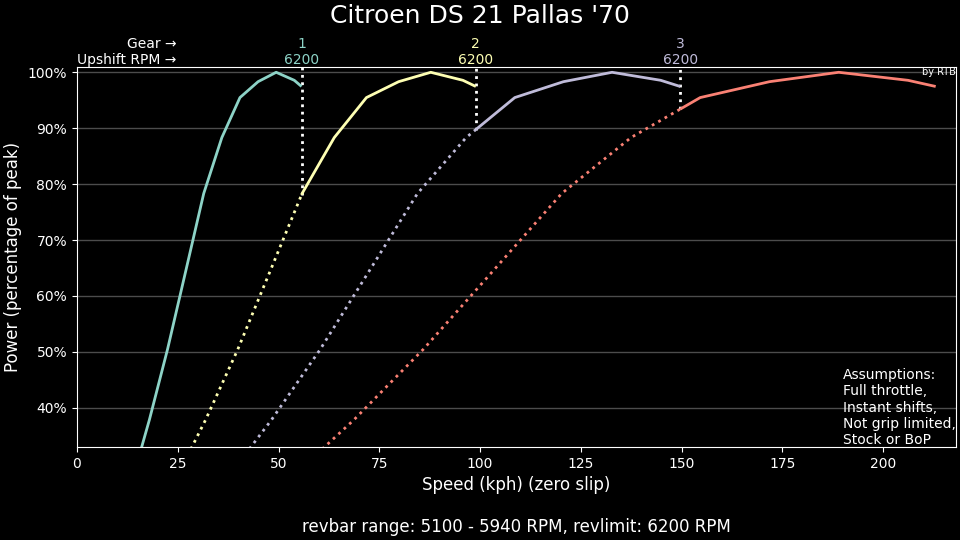 Citroen DS 21 Pallas '70
Gear → 1 2 3
Upshift RPM → 6200 6200 6200
by RTB
100%
90%
80%
70%
60%
50%
40%
Power (percentage of peak)
Assumptions:
Full throttle,
Instant shifts,
Not grip limited,
Stock or BoP
0 25 50 75 100 125 150 175 200
Speed (kph) (zero slip)
revbar range: 5100 - 5940 RPM, revlimit: 6200 RPM